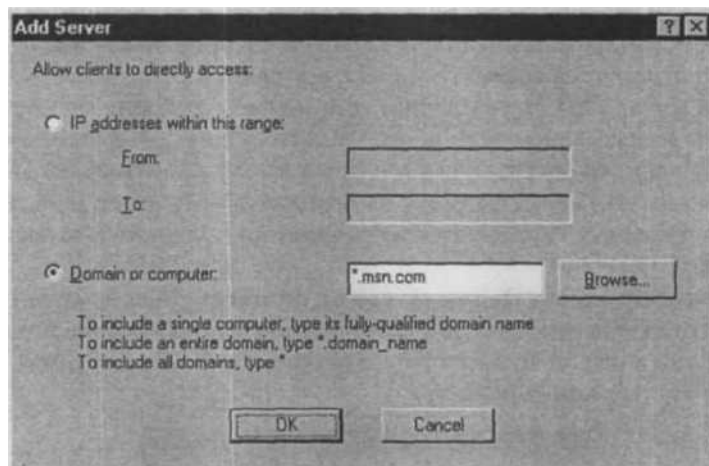 Add Server
Allow clients to directly access:
IP addresses within this range:
From:
To:
Domain or computer:
*.msn.com
Browse...
To include a single computer, type its fully-qualified domain name
To include an entire domain, type *.domain_name
To include all domains, type *
OK
Cancel